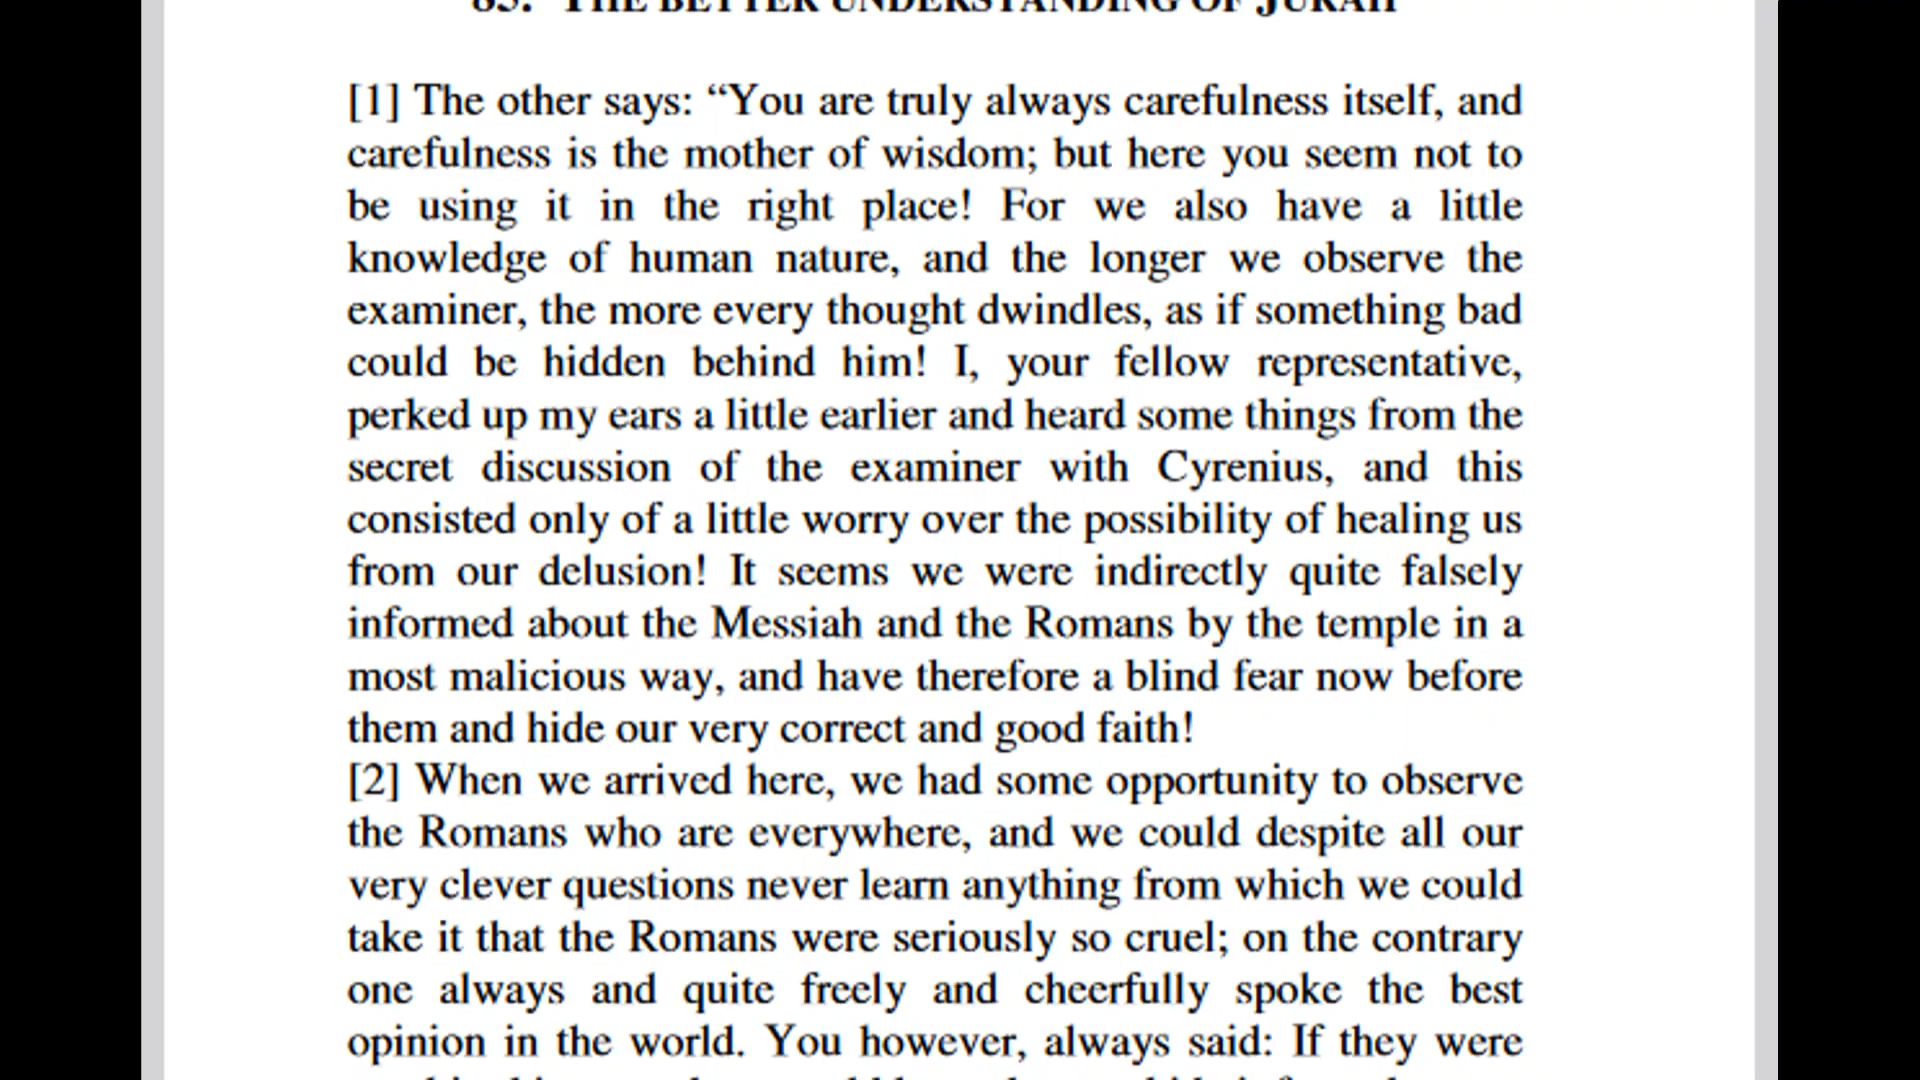 THE BETTER UNDERSTANDING OF JURAH
[1] The other says: “You are truly always carefulness itself, and
carefulness is the mother of wisdom; but here you seem not to
be using it in the right place! For we also have a little
knowledge of human nature, and the longer we observe the
examiner, the more every thought dwindles, as if something bad
could be hidden behind him! I, your fellow representative,
perked up my ears a little earlier and heard some things from the
secret discussion of the examiner with Cyrenius, and this
consisted only of a little worry over the possibility of healing us
from our delusion! It seems we were indirectly quite falsely
informed about the Messiah and the Romans by the temple in a
most malicious way, and have therefore a blind fear now before
them and hide our very correct and good faith!
[2] When we arrived here, we had some opportunity to observe
the Romans who are everywhere, and we could despite all our
very clever questions never learn anything from which we could
take it that the Romans were seriously so cruel; on the contrary
one always and quite freely and cheerfully spoke the best
opinion in the world. You however, always said: If they were